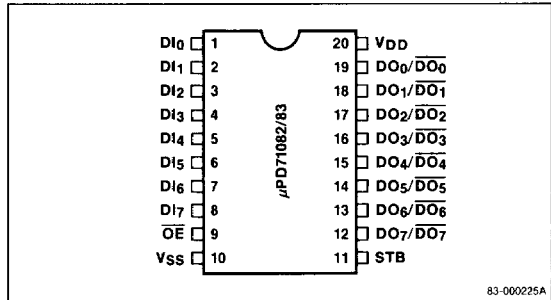 DI0 1 20 VDD
DI1 2 19 DO0/DO0
DI2 3 18 DO1/DO1
DI3 4 17 DO2/DO2
DI4 5 16 DO3/DO3
DI5 6 15 DO4/DO4
DI6 7 14 DO5/DO5
DI7 8 13 DO6/DO6
OE 9 12 DO7/DO7
VSS 10 11 STB
μPD71082/83
83-000225A